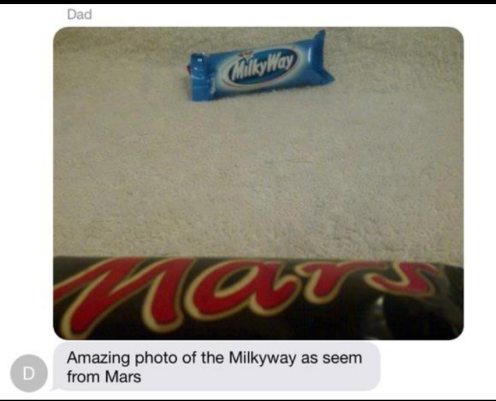 Dad
MilkyWay
Mars
Amazing photo of the Milkyway as seem
from Mars
D